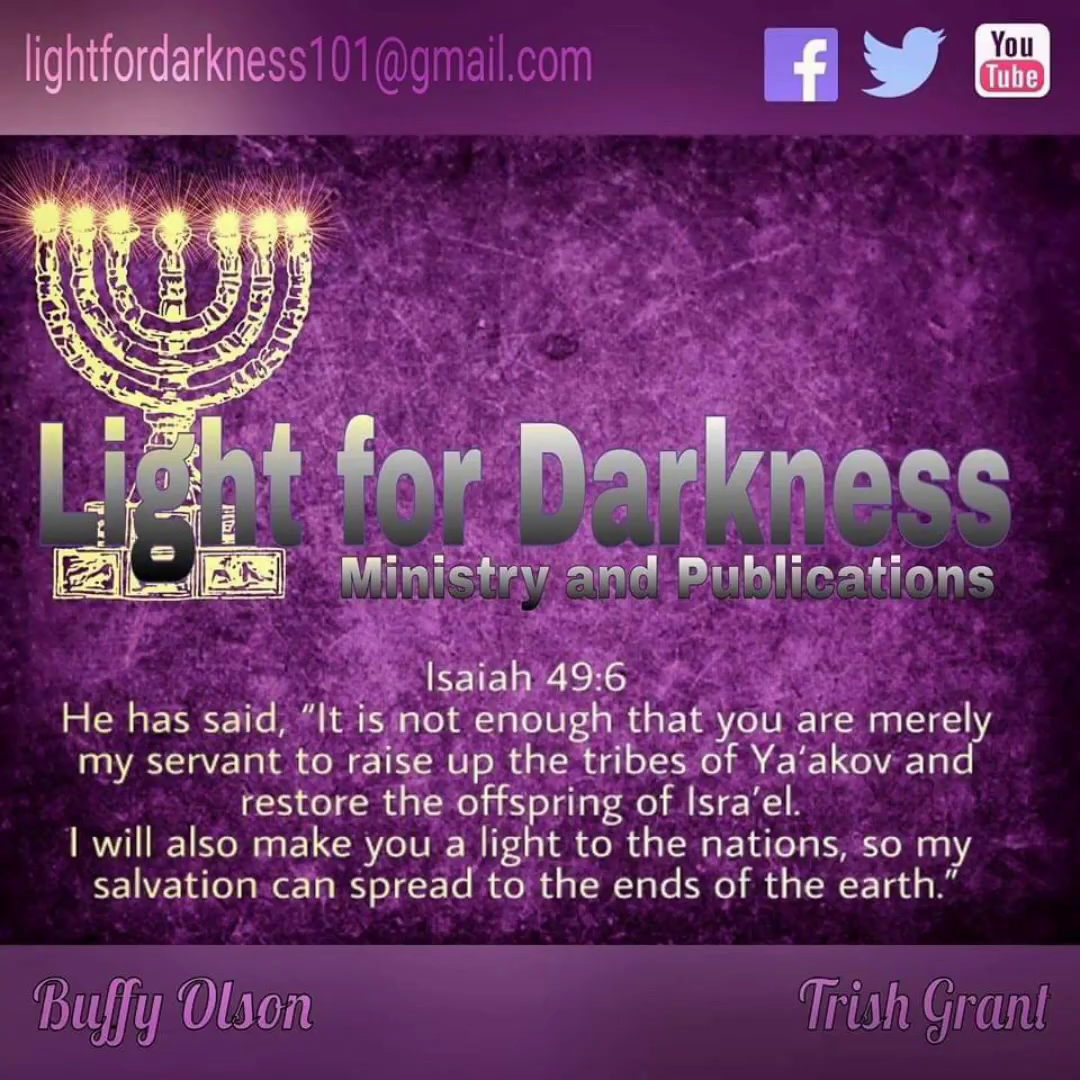 lightfordarkness101@gmail.com
f
You
Tube
Light for Darkness
Ministry and Publications
Isaiah 49:6
He has said, “It is not enough that you are merely
my servant to raise up the tribes of Ya‘akov and
restore the offspring of Isra’el.
I will also make you a light to the nations, so my
salvation can spread to the ends of the earth.”
Buffy Olson
Trish Grant